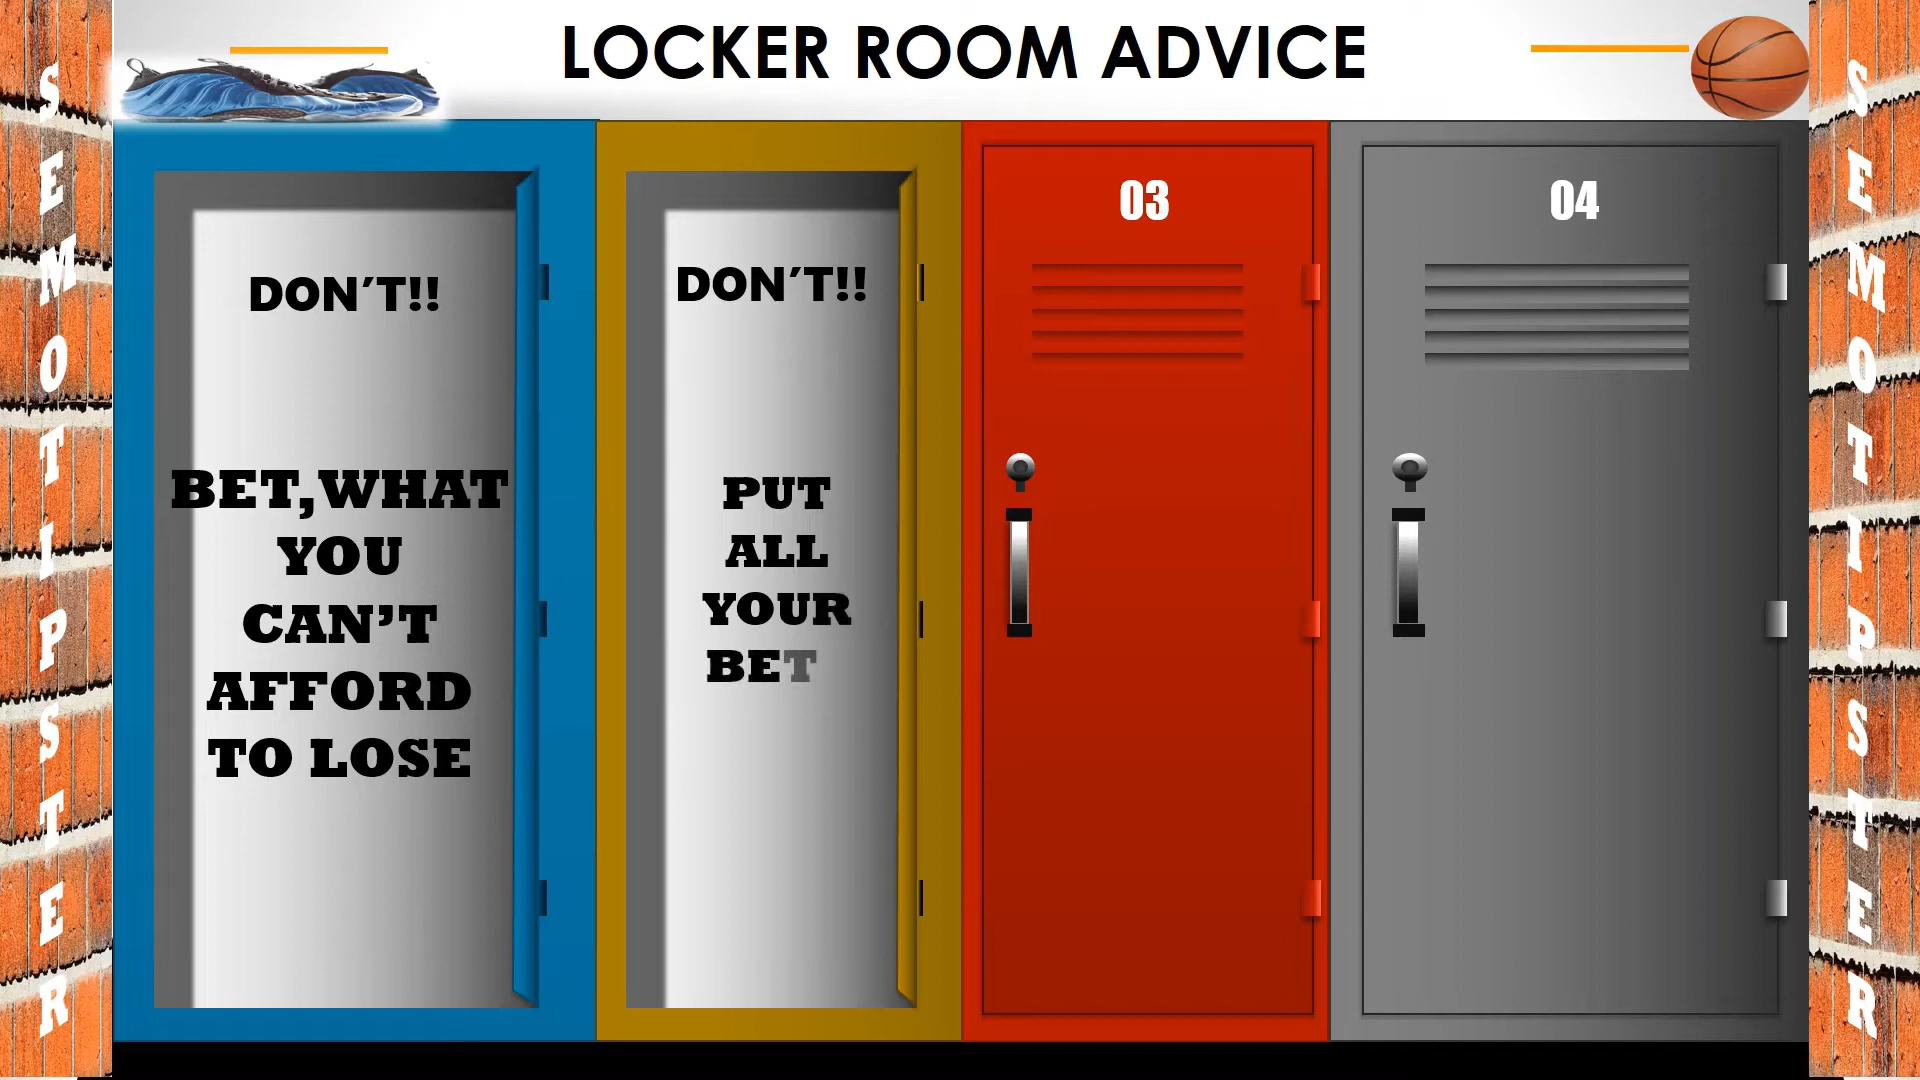 LOCKER ROOM ADVICE
SEMOTIPSTER
DON'T!!
BET,WHAT
YOU
CAN'T
AFFORD
TO LOSE
DON'T!!
PUT
ALL
YOUR
BET
03
04
SEMOTIPSTER